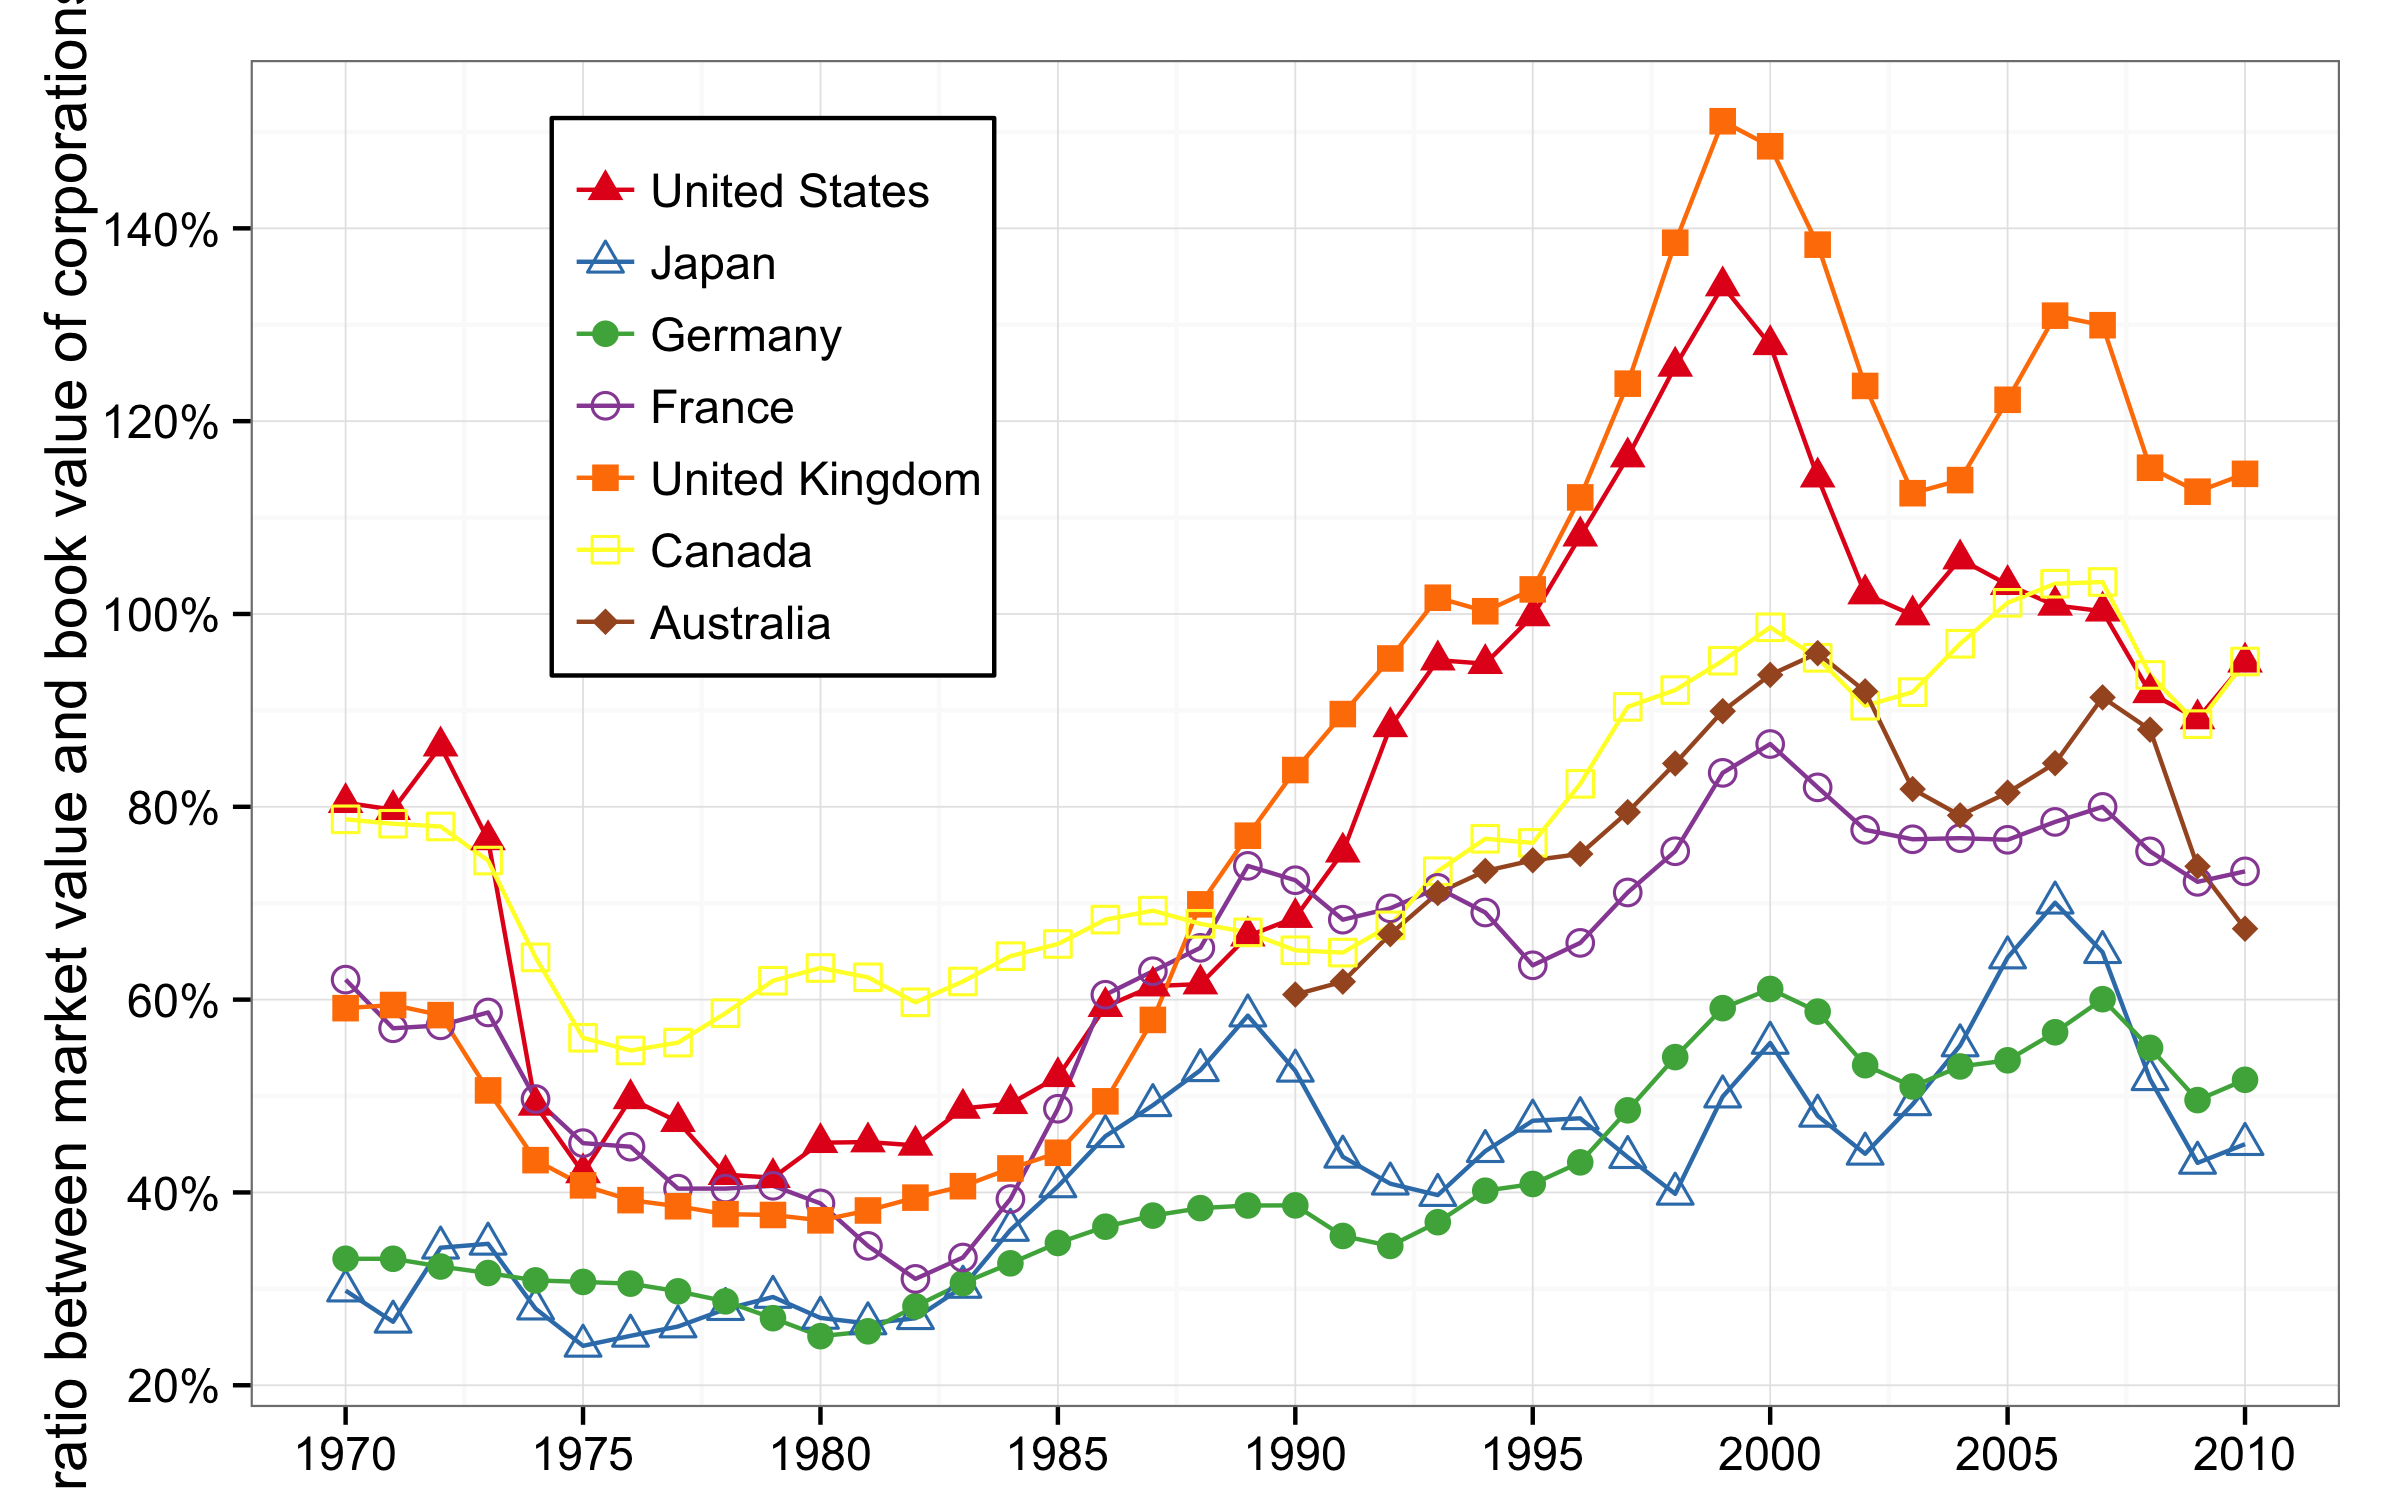 ratio between market value and book value of corporations
140%
120%
100%
80%
60%
40%
20%
United States
Japan
Germany
France
United Kingdom
Canada
Australia
1970 1975 1980 1985 1990 1995 2000 2005 2010